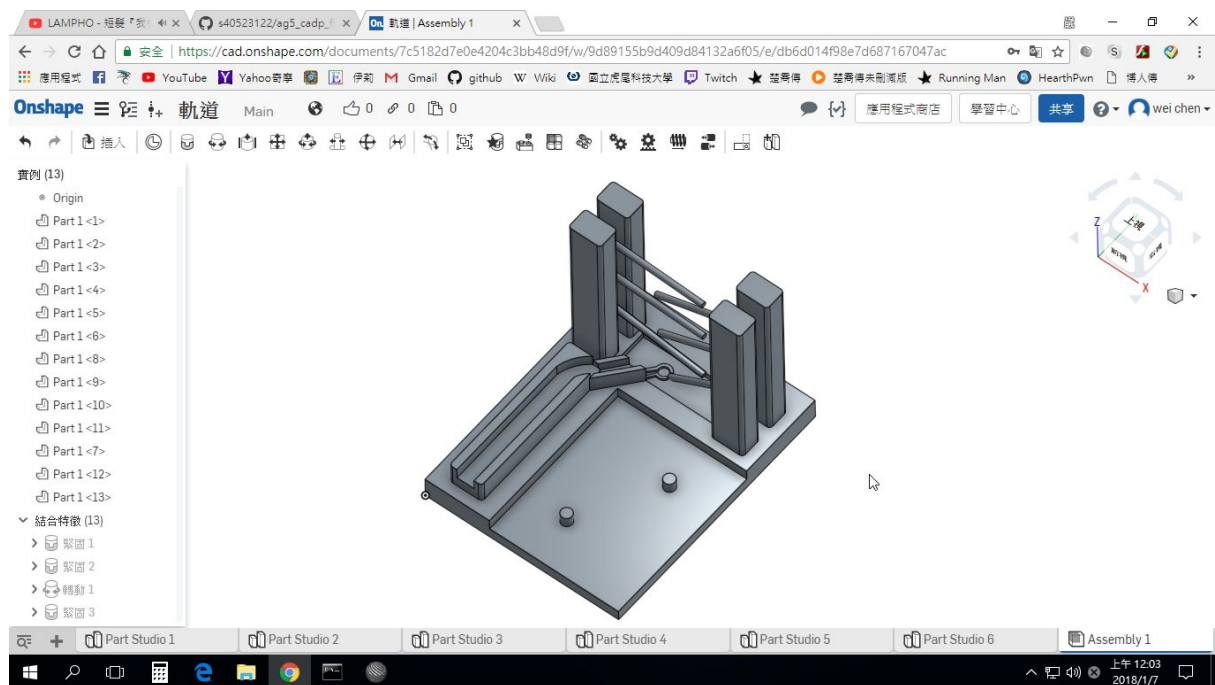 LAMPHO - 短髮『我
s40523122/ag5_cadp_f
軌道 | Assembly 1
安全 | https://cad.onshape.com/documents/7c5182d7e0e4204c3bb48d9f/w/9d89155b9d409d84132a6f05/e/db6d014f98e7d687167047ac
應用程式 YouTube Yahoo奇摩 伊莉 Gmail github Wiki 國立虎尾科技大學 Twitch 楚喬傳 楚喬傳未刪減版 Running Man HearthPwn 博人傳 »
Onshape 軌道 Main 0 0 0 應用程式商店 學習中心 共享 wei chen
插入
實例 (13)
Origin
Part 1 <1>
Part 1 <2>
Part 1 <3>
Part 1 <4>
Part 1 <5>
Part 1 <6>
Part 1 <8>
Part 1 <9>
Part 1 <10>
Part 1 <11>
Part 1 <7>
Part 1 <12>
Part 1 <13>
結合特徵 (13)
緊固 1
緊固 2
轉動 1
緊固 3
Z
上視
前視
右視
X
Part Studio 1 Part Studio 2 Part Studio 3 Part Studio 4 Part Studio 5 Part Studio 6 Assembly 1
上午 12:03
2018/1/7